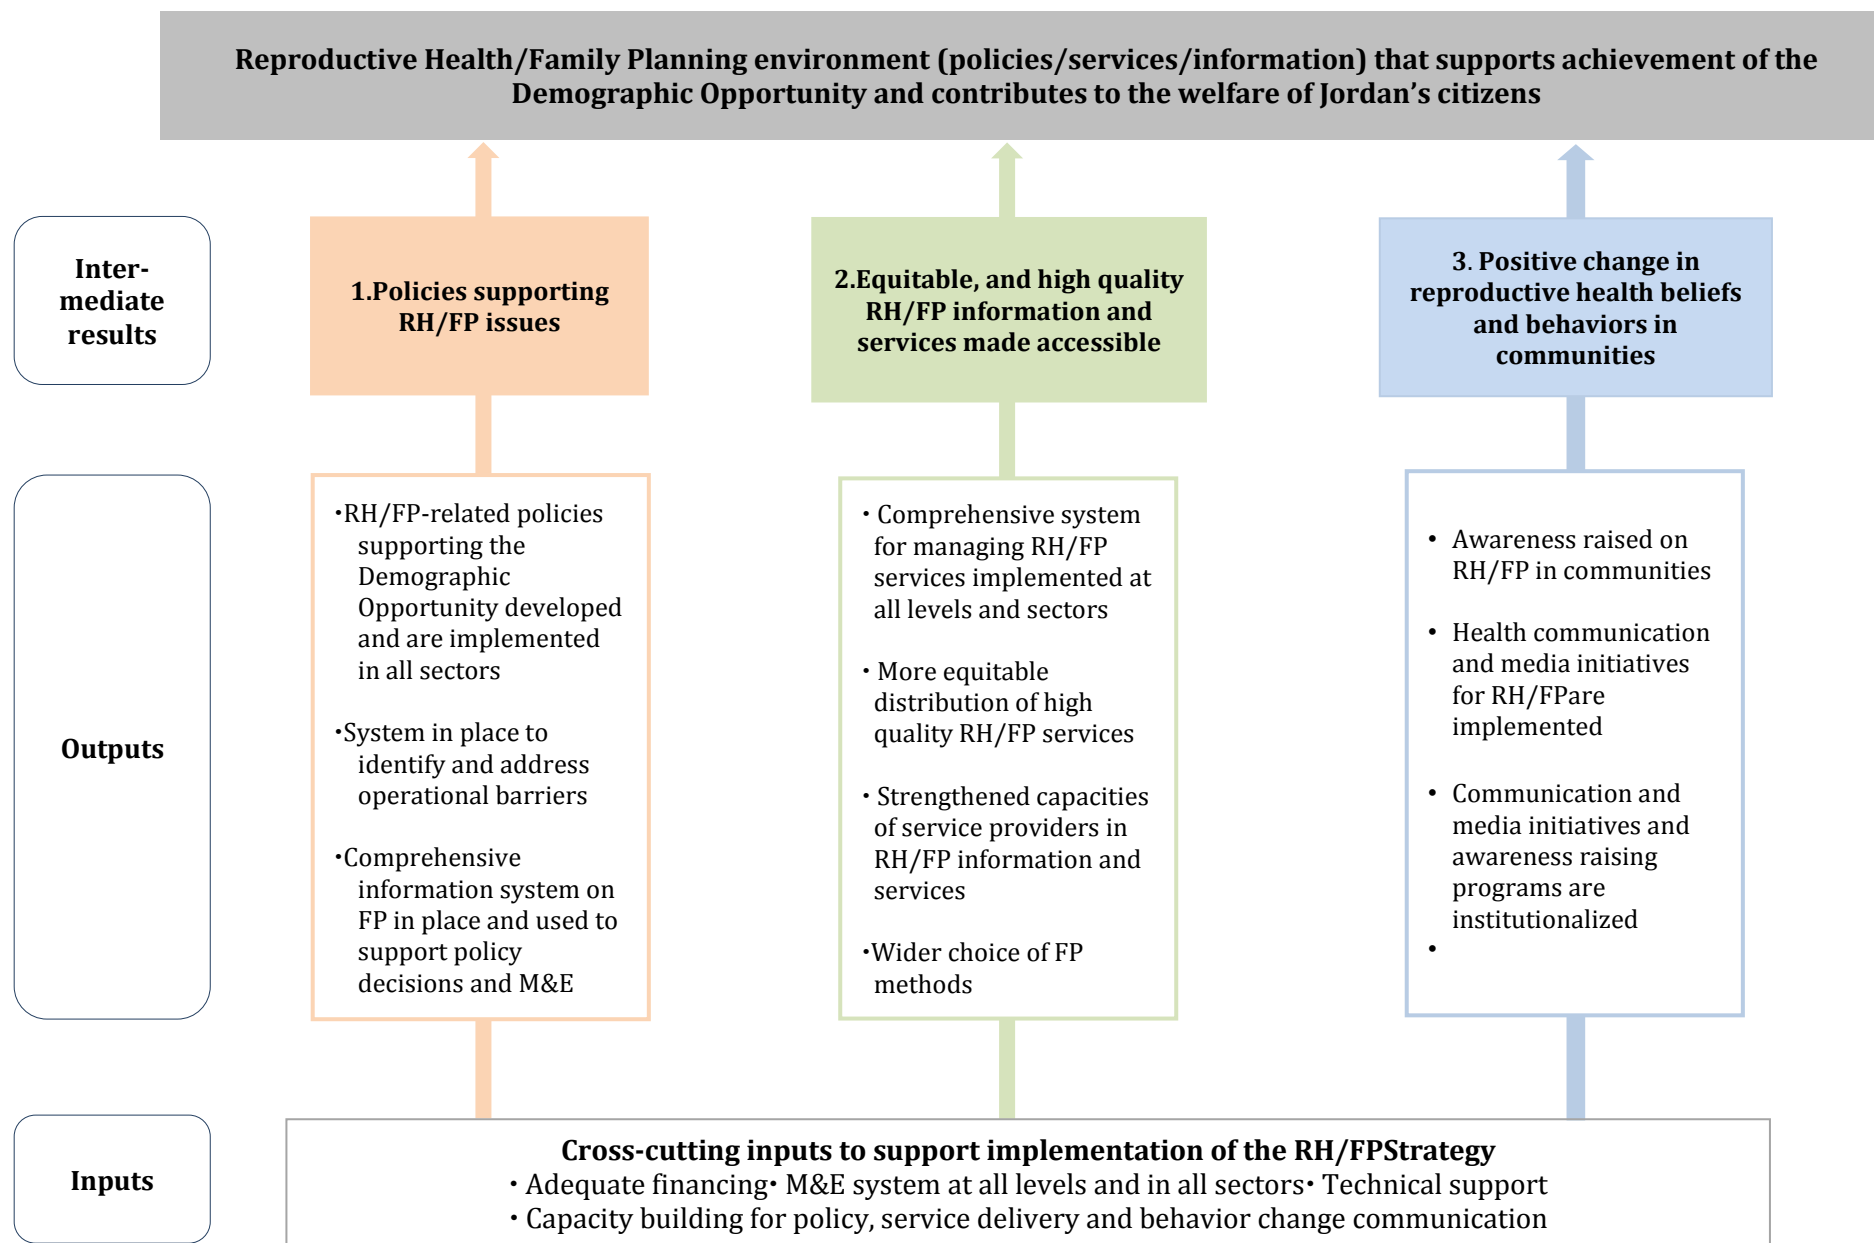 Reproductive Health/Family Planning environment (policies/services/information) that supports achievement of the
Demographic Opportunity and contributes to the welfare of Jordan’s citizens
Inter-
mediate
results
1.Policies supporting
RH/FP issues
2.Equitable, and high quality
RH/FP information and
services made accessible
3. Positive change in
reproductive health beliefs
and behaviors in
communities
Outputs
•RH/FP-related policies
supporting the
Demographic
Opportunity developed
and are implemented
in all sectors
•System in place to
identify and address
operational barriers
•Comprehensive
information system on
FP in place and used to
support policy
decisions and M&E
• Comprehensive system
for managing RH/FP
services implemented at
all levels and sectors
• More equitable
distribution of high
quality RH/FP services
• Strengthened capacities
of service providers in
RH/FP information and
services
•Wider choice of FP
methods
• Awareness raised on
RH/FP in communities
• Health communication
and media initiatives
for RH/FPare
implemented
• Communication and
media initiatives and
awareness raising
programs are
institutionalized
•
Inputs
Cross-cutting inputs to support implementation of the RH/FPStrategy
• Adequate financing• M&E system at all levels and in all sectors• Technical support
• Capacity building for policy, service delivery and behavior change communication